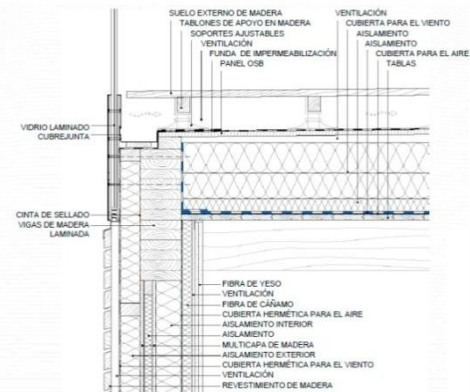 SUELO EXTERNO DE MADERA
TABLONES DE APOYO EN MADERA
SOPORTES AJUSTABLES
VENTILACIÓN
FUNDA DE IMPERMEABILIZACIÓN
PANEL OSB
VENTILACIÓN
CUBIERTA PARA EL VIENTO
AISLAMIENTO
AISLAMIENTO
CUBIERTA PARA EL AIRE
TABLAS
VIDRIO LAMINADO
CUBREJUNTA
CINTA DE SELLADO
VIGAS DE MADERA
LAMINADA
FIBRA DE YESO
VENTILACIÓN
FIBRA DE CÁÑAMO
CUBIERTA HERMÉTICA PARA EL AIRE
AISLAMIENTO INTERIOR
AISLAMIENTO
MULTICAPA DE MADERA
AISLAMIENTO EXTERIOR
CUBIERTA HERMÉTICA PARA EL VIENTO
VENTILACIÓN
REVESTIMIENTO DE MADERA